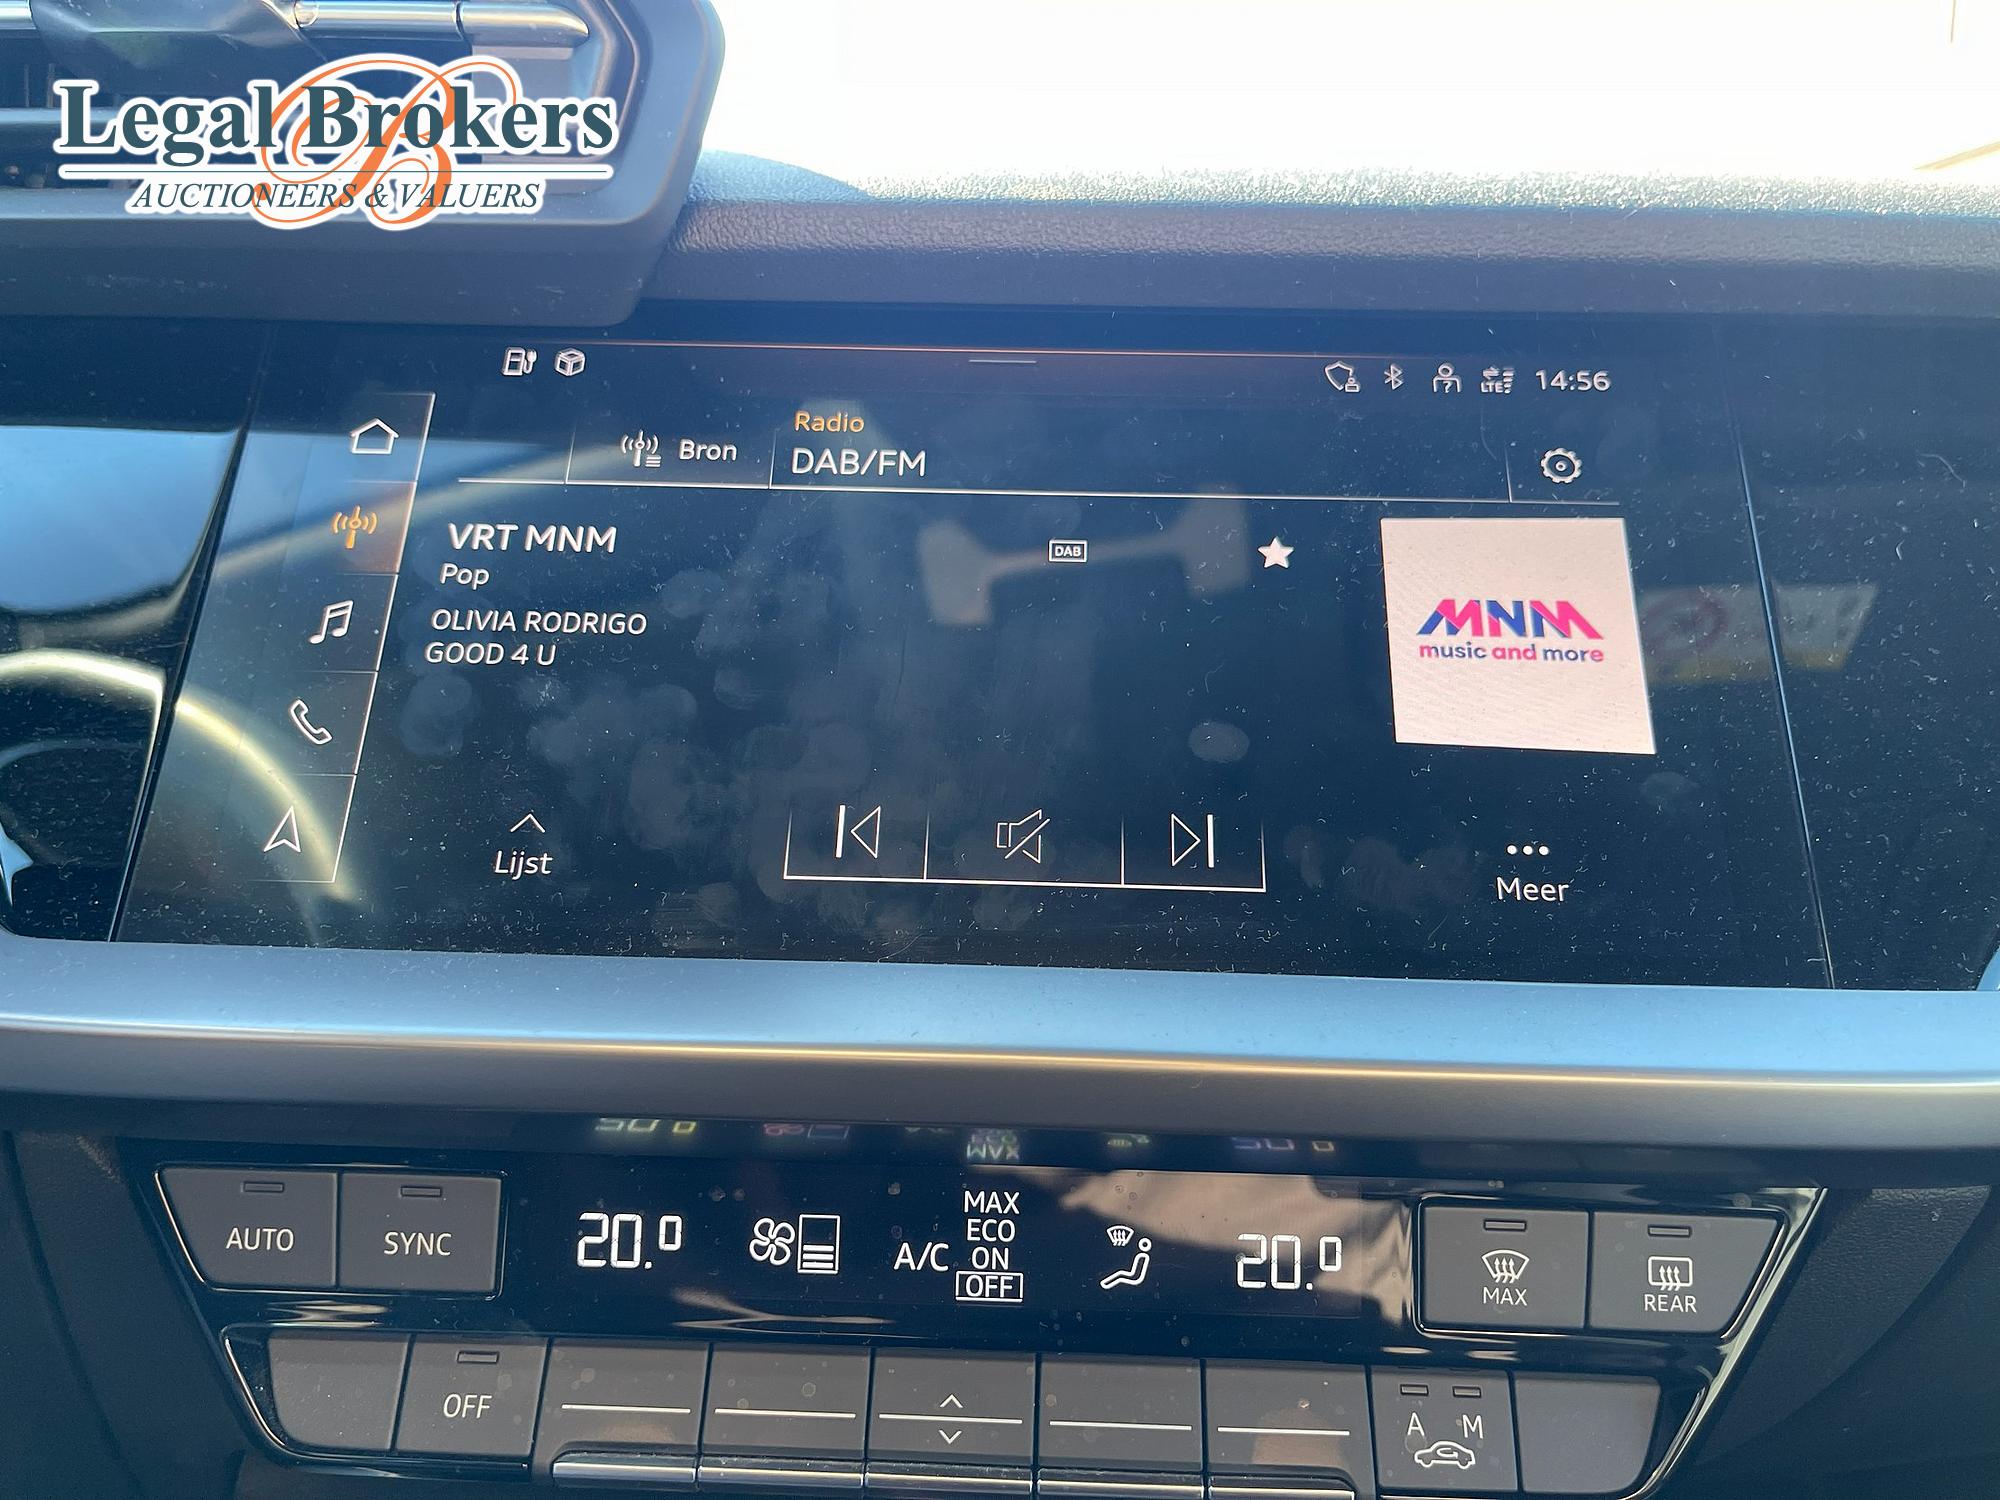 Legal Brokers
AUCTIONEERS & VALUERS
LTE 14:56
Radio
Bron
DAB/FM
VRT MNM
DAB
Pop
OLIVIA RODRIGO
GOOD 4 U
MNM
music and more
Lijst
Meer
AUTO
SYNC
20.0
A/C
MAX
ECO
ON
OFF
20.0
MAX
REAR
OFF
A M